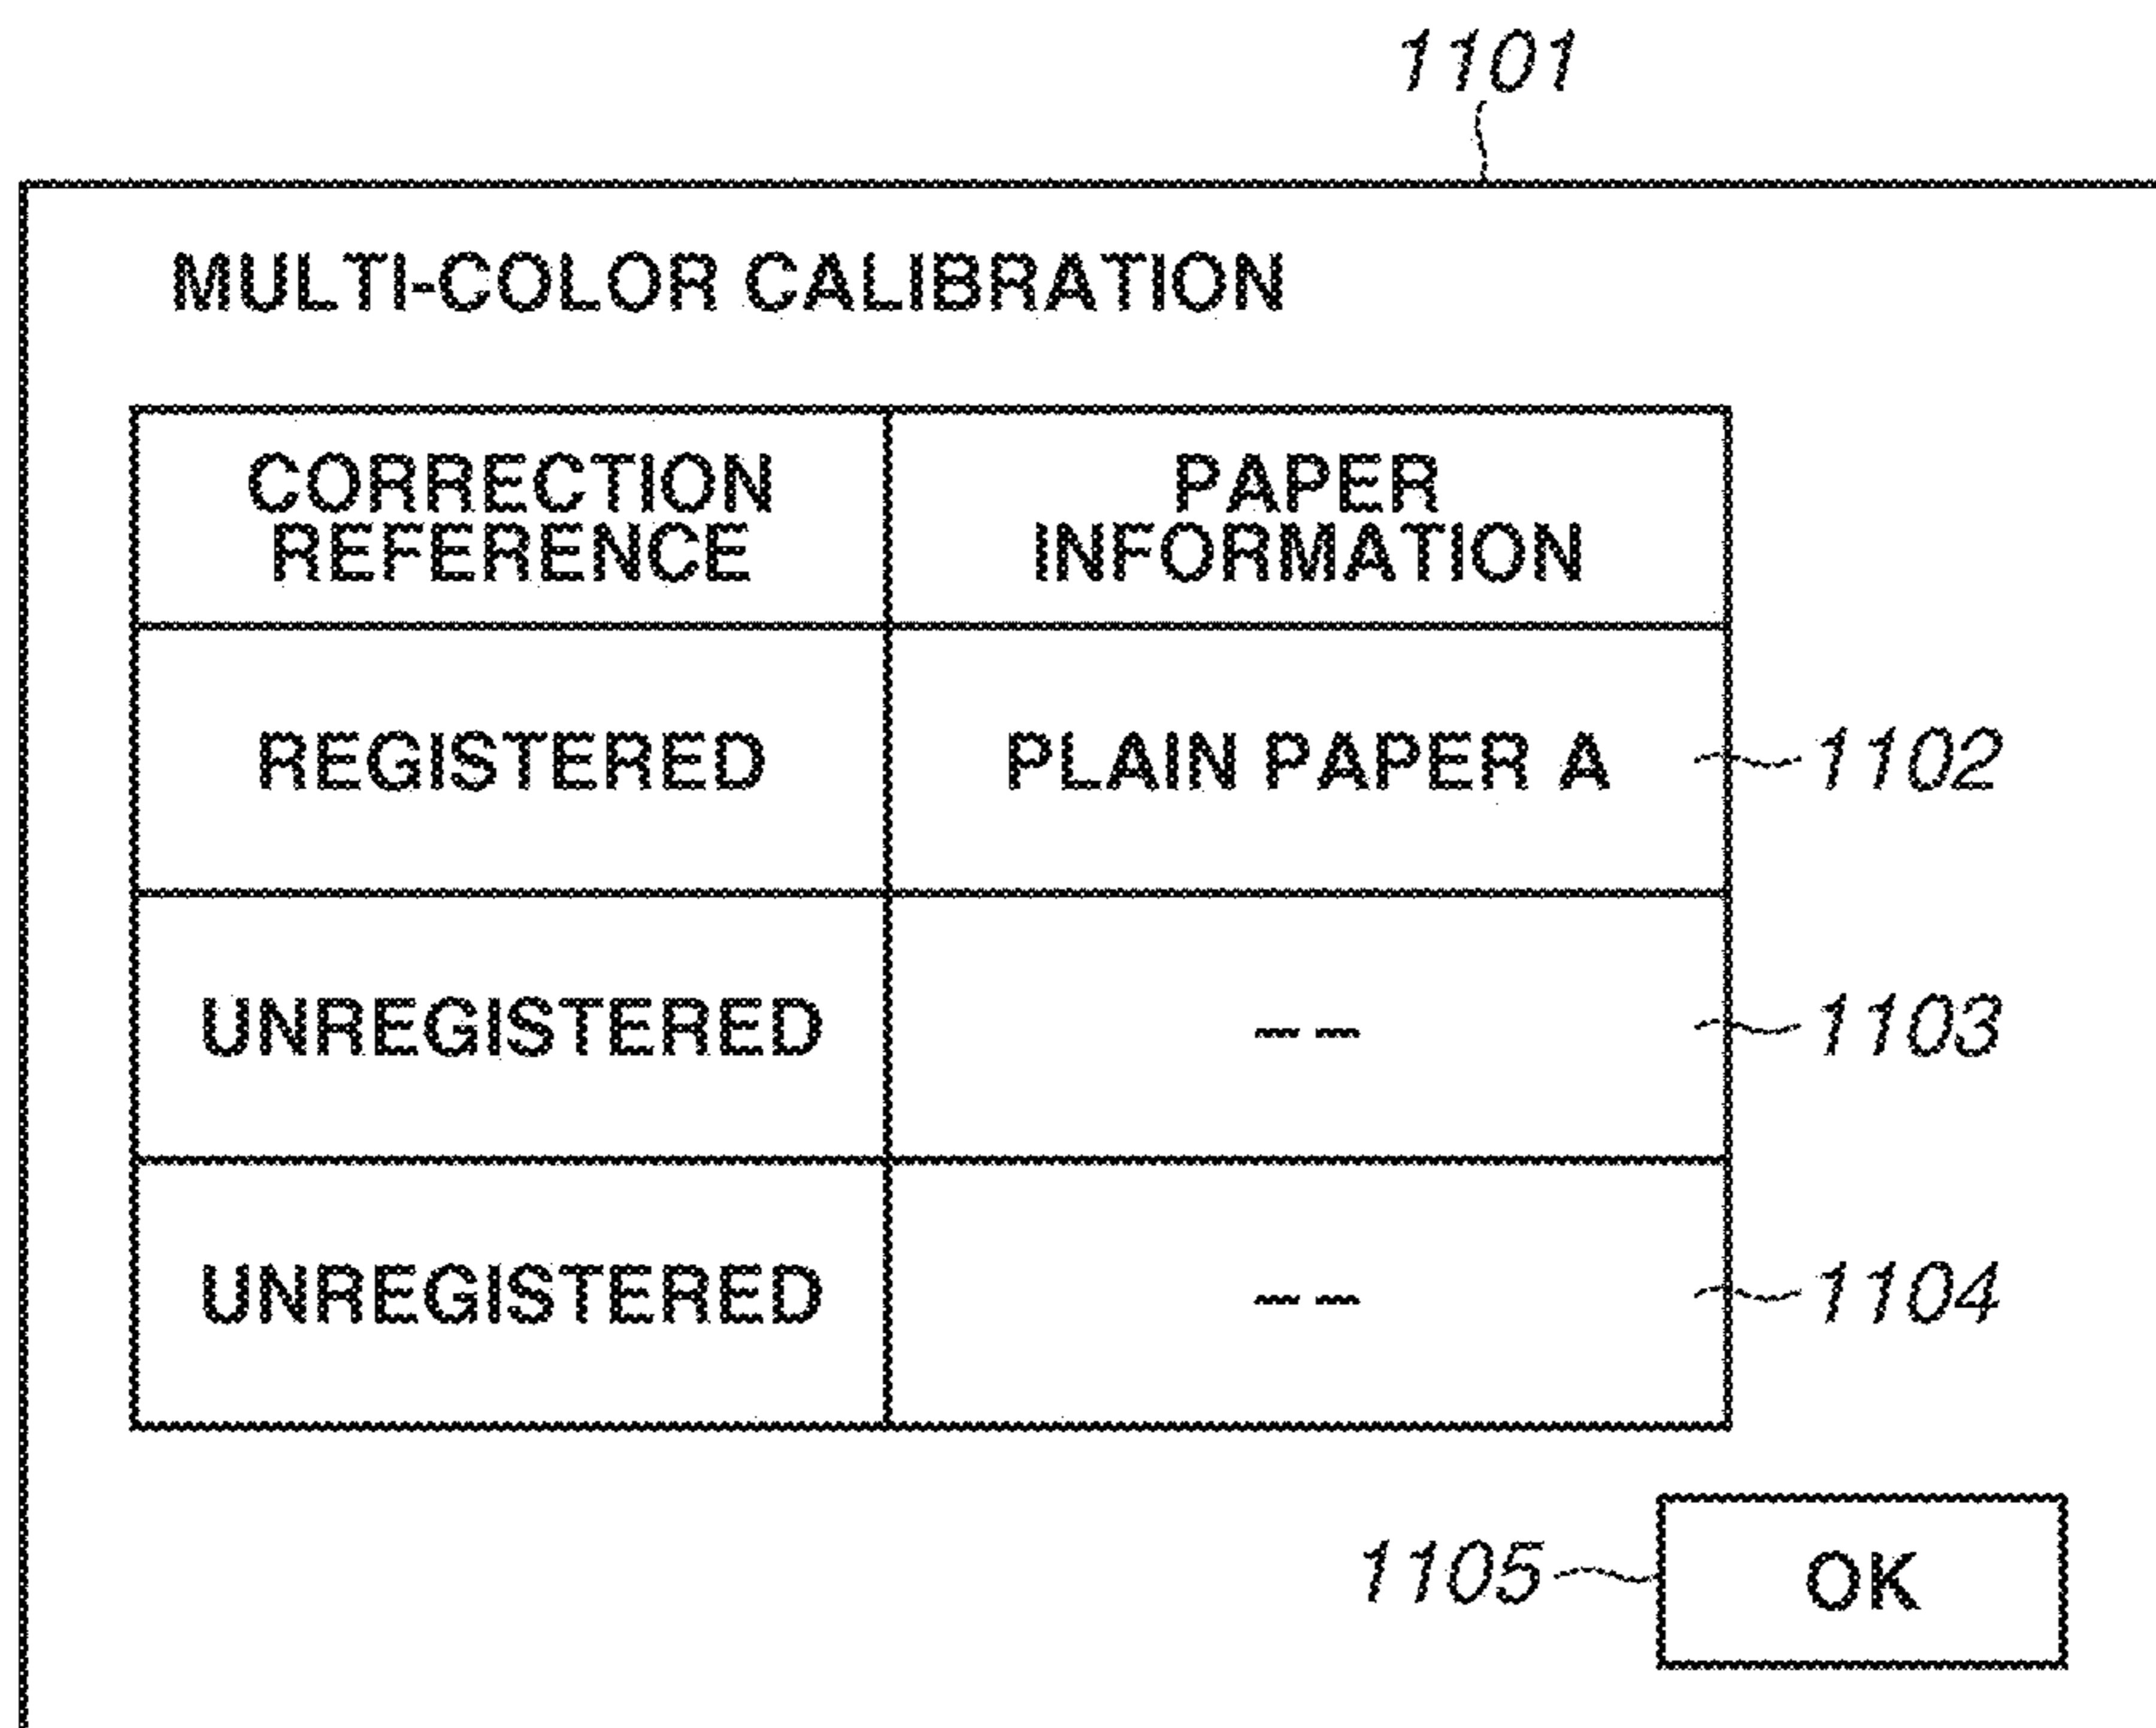 1101
MULTI-COLOR CALIBRATION
CORRECTION
REFERENCE
PAPER
INFORMATION
REGISTERED
PLAIN PAPER A
1102
UNREGISTERED
--
1103
UNREGISTERED
--
1104
1105
OK